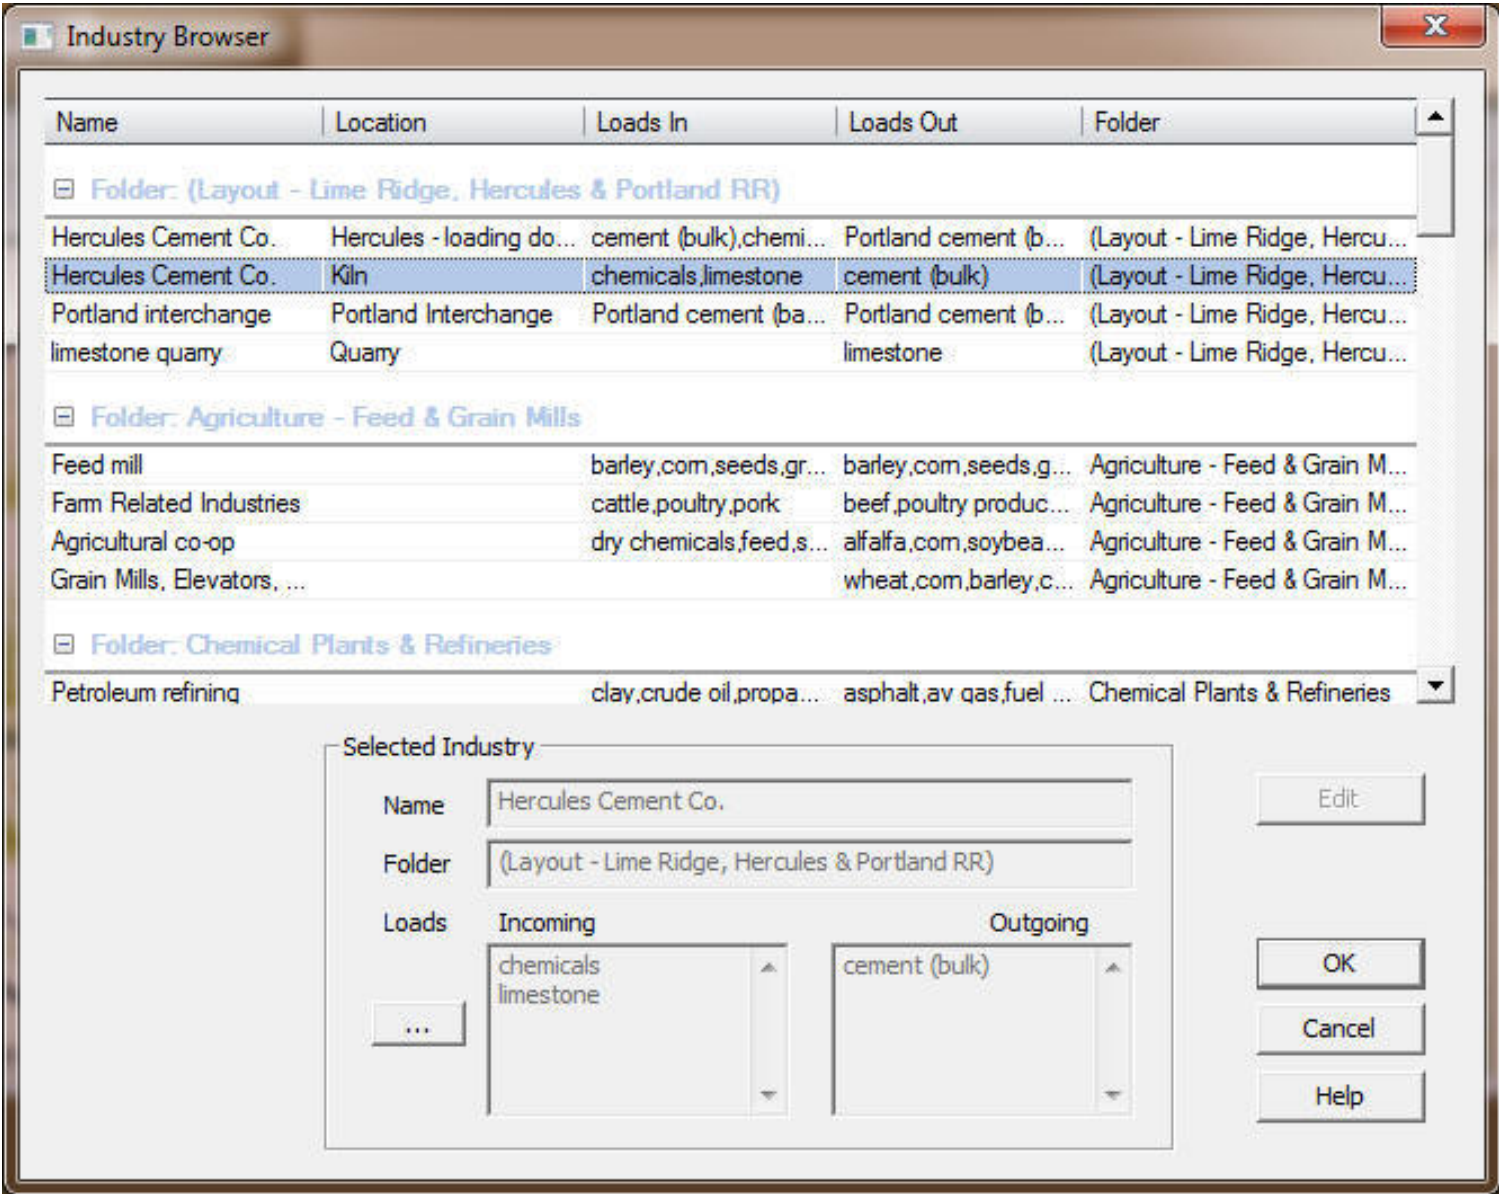 Industry Browser
Name Location Loads In Loads Out Folder
Folder: (Layout - Lime Ridge, Hercules & Portland RR)
Hercules Cement Co. Hercules - loading do... cement (bulk),chemi... Portland cement (b... (Layout - Lime Ridge, Hercu...
Hercules Cement Co. Kiln chemicals,limestone cement (bulk) (Layout - Lime Ridge, Hercu...
Portland interchange Portland Interchange Portland cement (ba... Portland cement (b... (Layout - Lime Ridge, Hercu...
limestone quarry Quarry limestone (Layout - Lime Ridge, Hercu...
Folder: Agriculture - Feed & Grain Mills
Feed mill barley,corn,seeds,gr... barley,corn,seeds,g... Agriculture - Feed & Grain M...
Farm Related Industries cattle,poultry,pork beef,poultry produc... Agriculture - Feed & Grain M...
Agricultural co-op dry chemicals,feed,s... alfalfa,corn,soybea... Agriculture - Feed & Grain M...
Grain Mills, Elevators, ... wheat,corn,barley,c... Agriculture - Feed & Grain M...
Folder: Chemical Plants & Refineries
Petroleum refining clay,crude oil,propa... asphalt,av gas,fuel ... Chemical Plants & Refineries
Selected Industry
Name Hercules Cement Co. Edit
Folder (Layout - Lime Ridge, Hercules & Portland RR)
Loads Incoming Outgoing
chemicals cement (bulk) OK
limestone
...
Cancel
Help